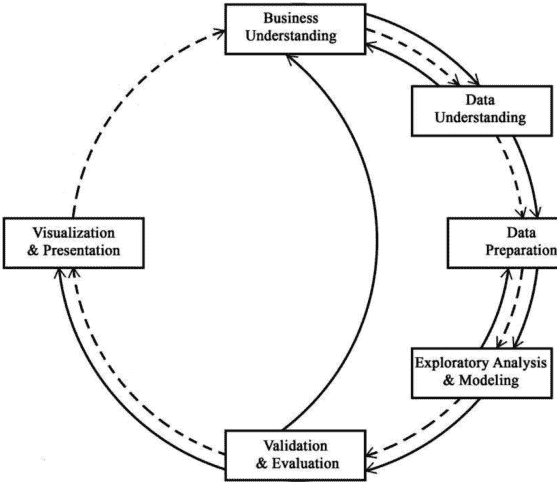 Business
Understanding
Data
Understanding
Visualization
& Presentation
Data
Preparation
Exploratory Analysis
& Modeling
Validation
& Evaluation